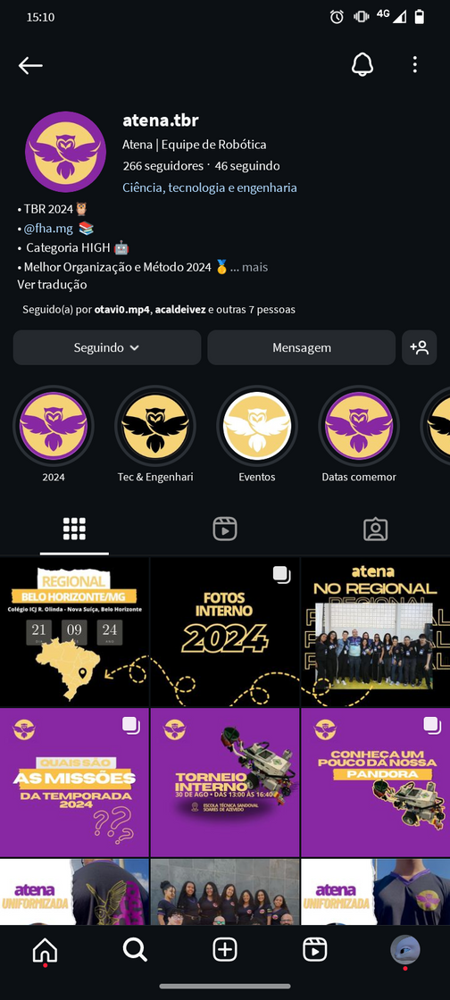 15:10
4G
atena.tbr
Atena | Equipe de Robótica
266 seguidores · 46 seguindo
Ciência, tecnologia e engenharia
• TBR 2024🦉
• @fha.mg 📚
• Categoria HIGH 🤖
• Melhor Organização e Método 2024 🥇... mais
Ver tradução
Seguido(a) por otavi0.mp4, acaldeivez e outras 7 pessoas
Seguindo
Mensagem
2024
Tec & Engenhari
Eventos
Datas comemor
REGIONAL
BELO HORIZONTE/MG
Colégio ICJ R. Olinda - Nova Suíça, Belo Horizonte
21 09 24
FOTOS
INTERNO
2024
atena
NO REGIONAL
QUAIS SÃO
AS MISSÕES
DA TEMPORADA
2024
???
TORNEIO
INTERNO
30 DE AGO • DAS 13:00 ÀS 16:40
ESCOLA TÉCNICA SANDOVAL
SOARES DE AZEVEDO
CONHEÇA UM
POUCO DA NOSSA
PANDORA
atena
UNIFORMIZADA
atena
UNIFORMIZADA